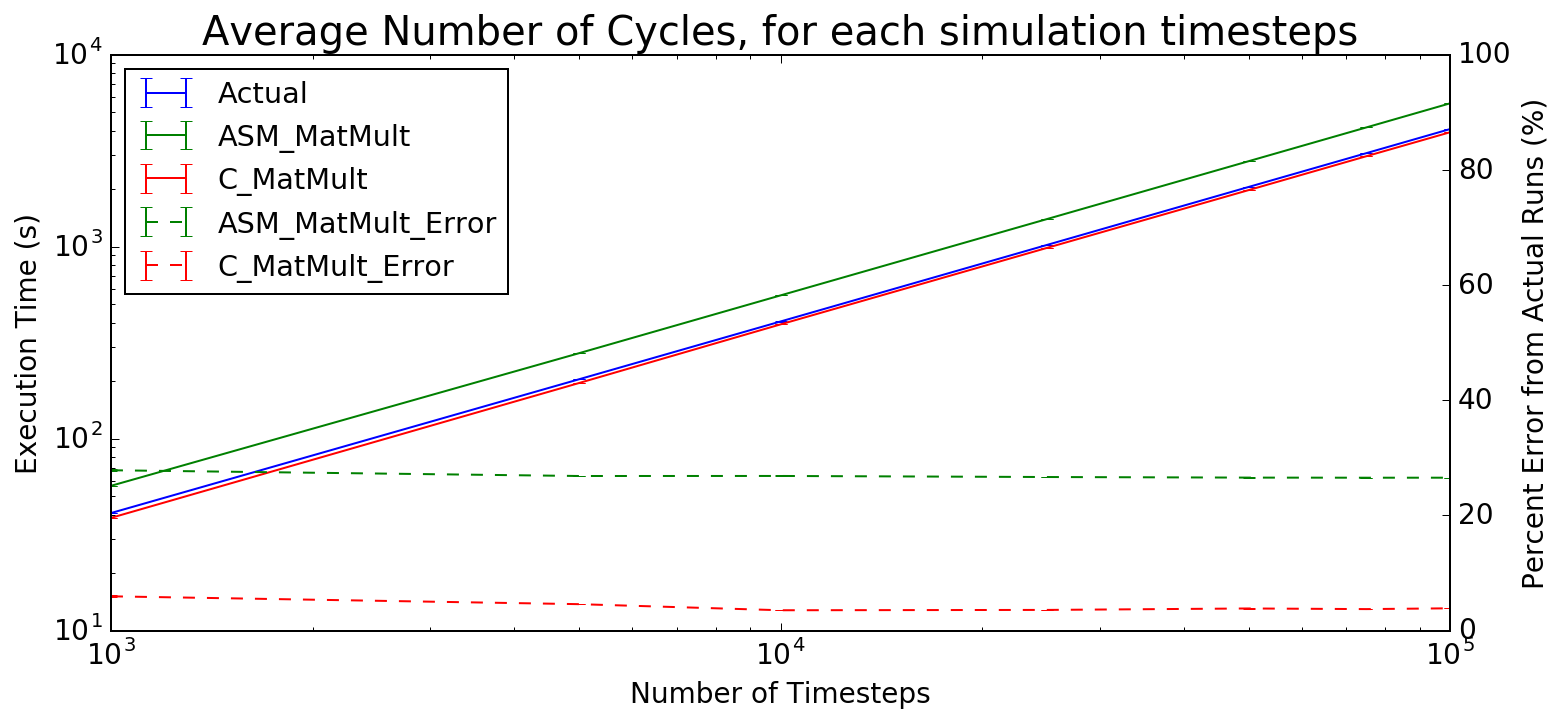 Average Number of Cycles, for each simulation timesteps
10^4
10^3
10^2
10^1
Execution Time (s)
Actual
ASM_MatMult
C_MatMult
ASM_MatMult_Error
C_MatMult_Error
100
80
60
40
20
0
Percent Error from Actual Runs (%)
10^3
10^4
10^5
Number of Timesteps